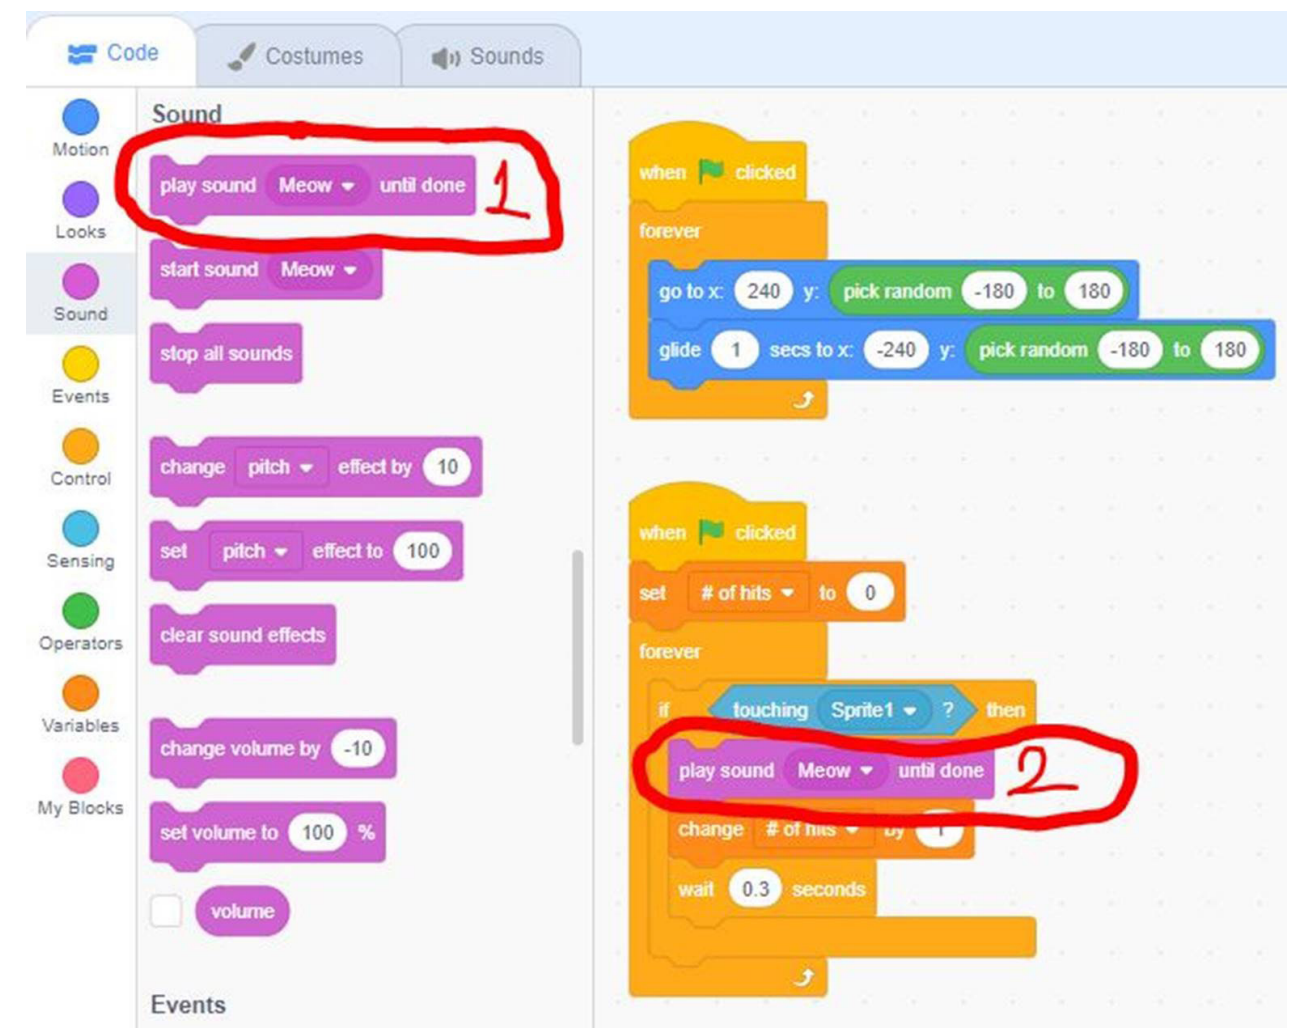 Code
Costumes
Sounds
Motion
Looks
Sound
Events
Control
Sensing
Operators
Variables
My Blocks
Sound
play sound Meow until done
1
start sound Meow
stop all sounds
change pitch effect by 10
set pitch effect to 100
clear sound effects
change volume by -10
set volume to 100 %
volume
Events
when clicked
forever
go to x: 240 y: pick random -180 to 180
glide 1 secs to x: -240 y: pick random -180 to 180
when clicked
set # of hits to 0
forever
if touching Sprite1 ? then
play sound Meow until done
2
change # of hits by 1
wait 0.3 seconds